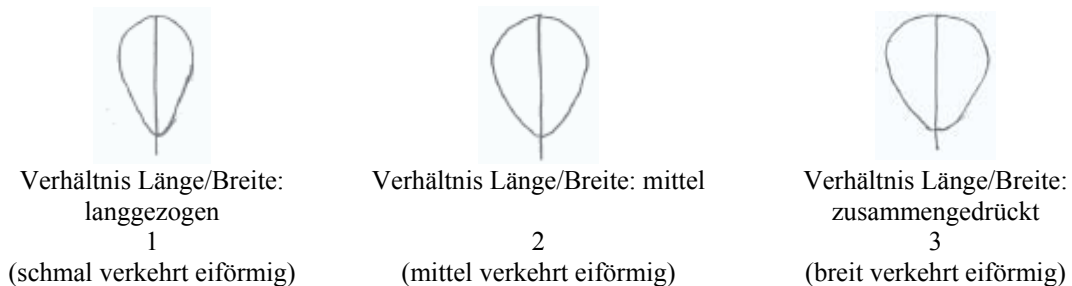 Verhältnis Länge/Breite:
langgezogen
1
(schmal verkehrt eiförmig)
Verhältnis Länge/Breite: mittel
2
(mittel verkehrt eiförmig)
Verhältnis Länge/Breite:
zusammengedrückt
3
(breit verkehrt eiförmig)